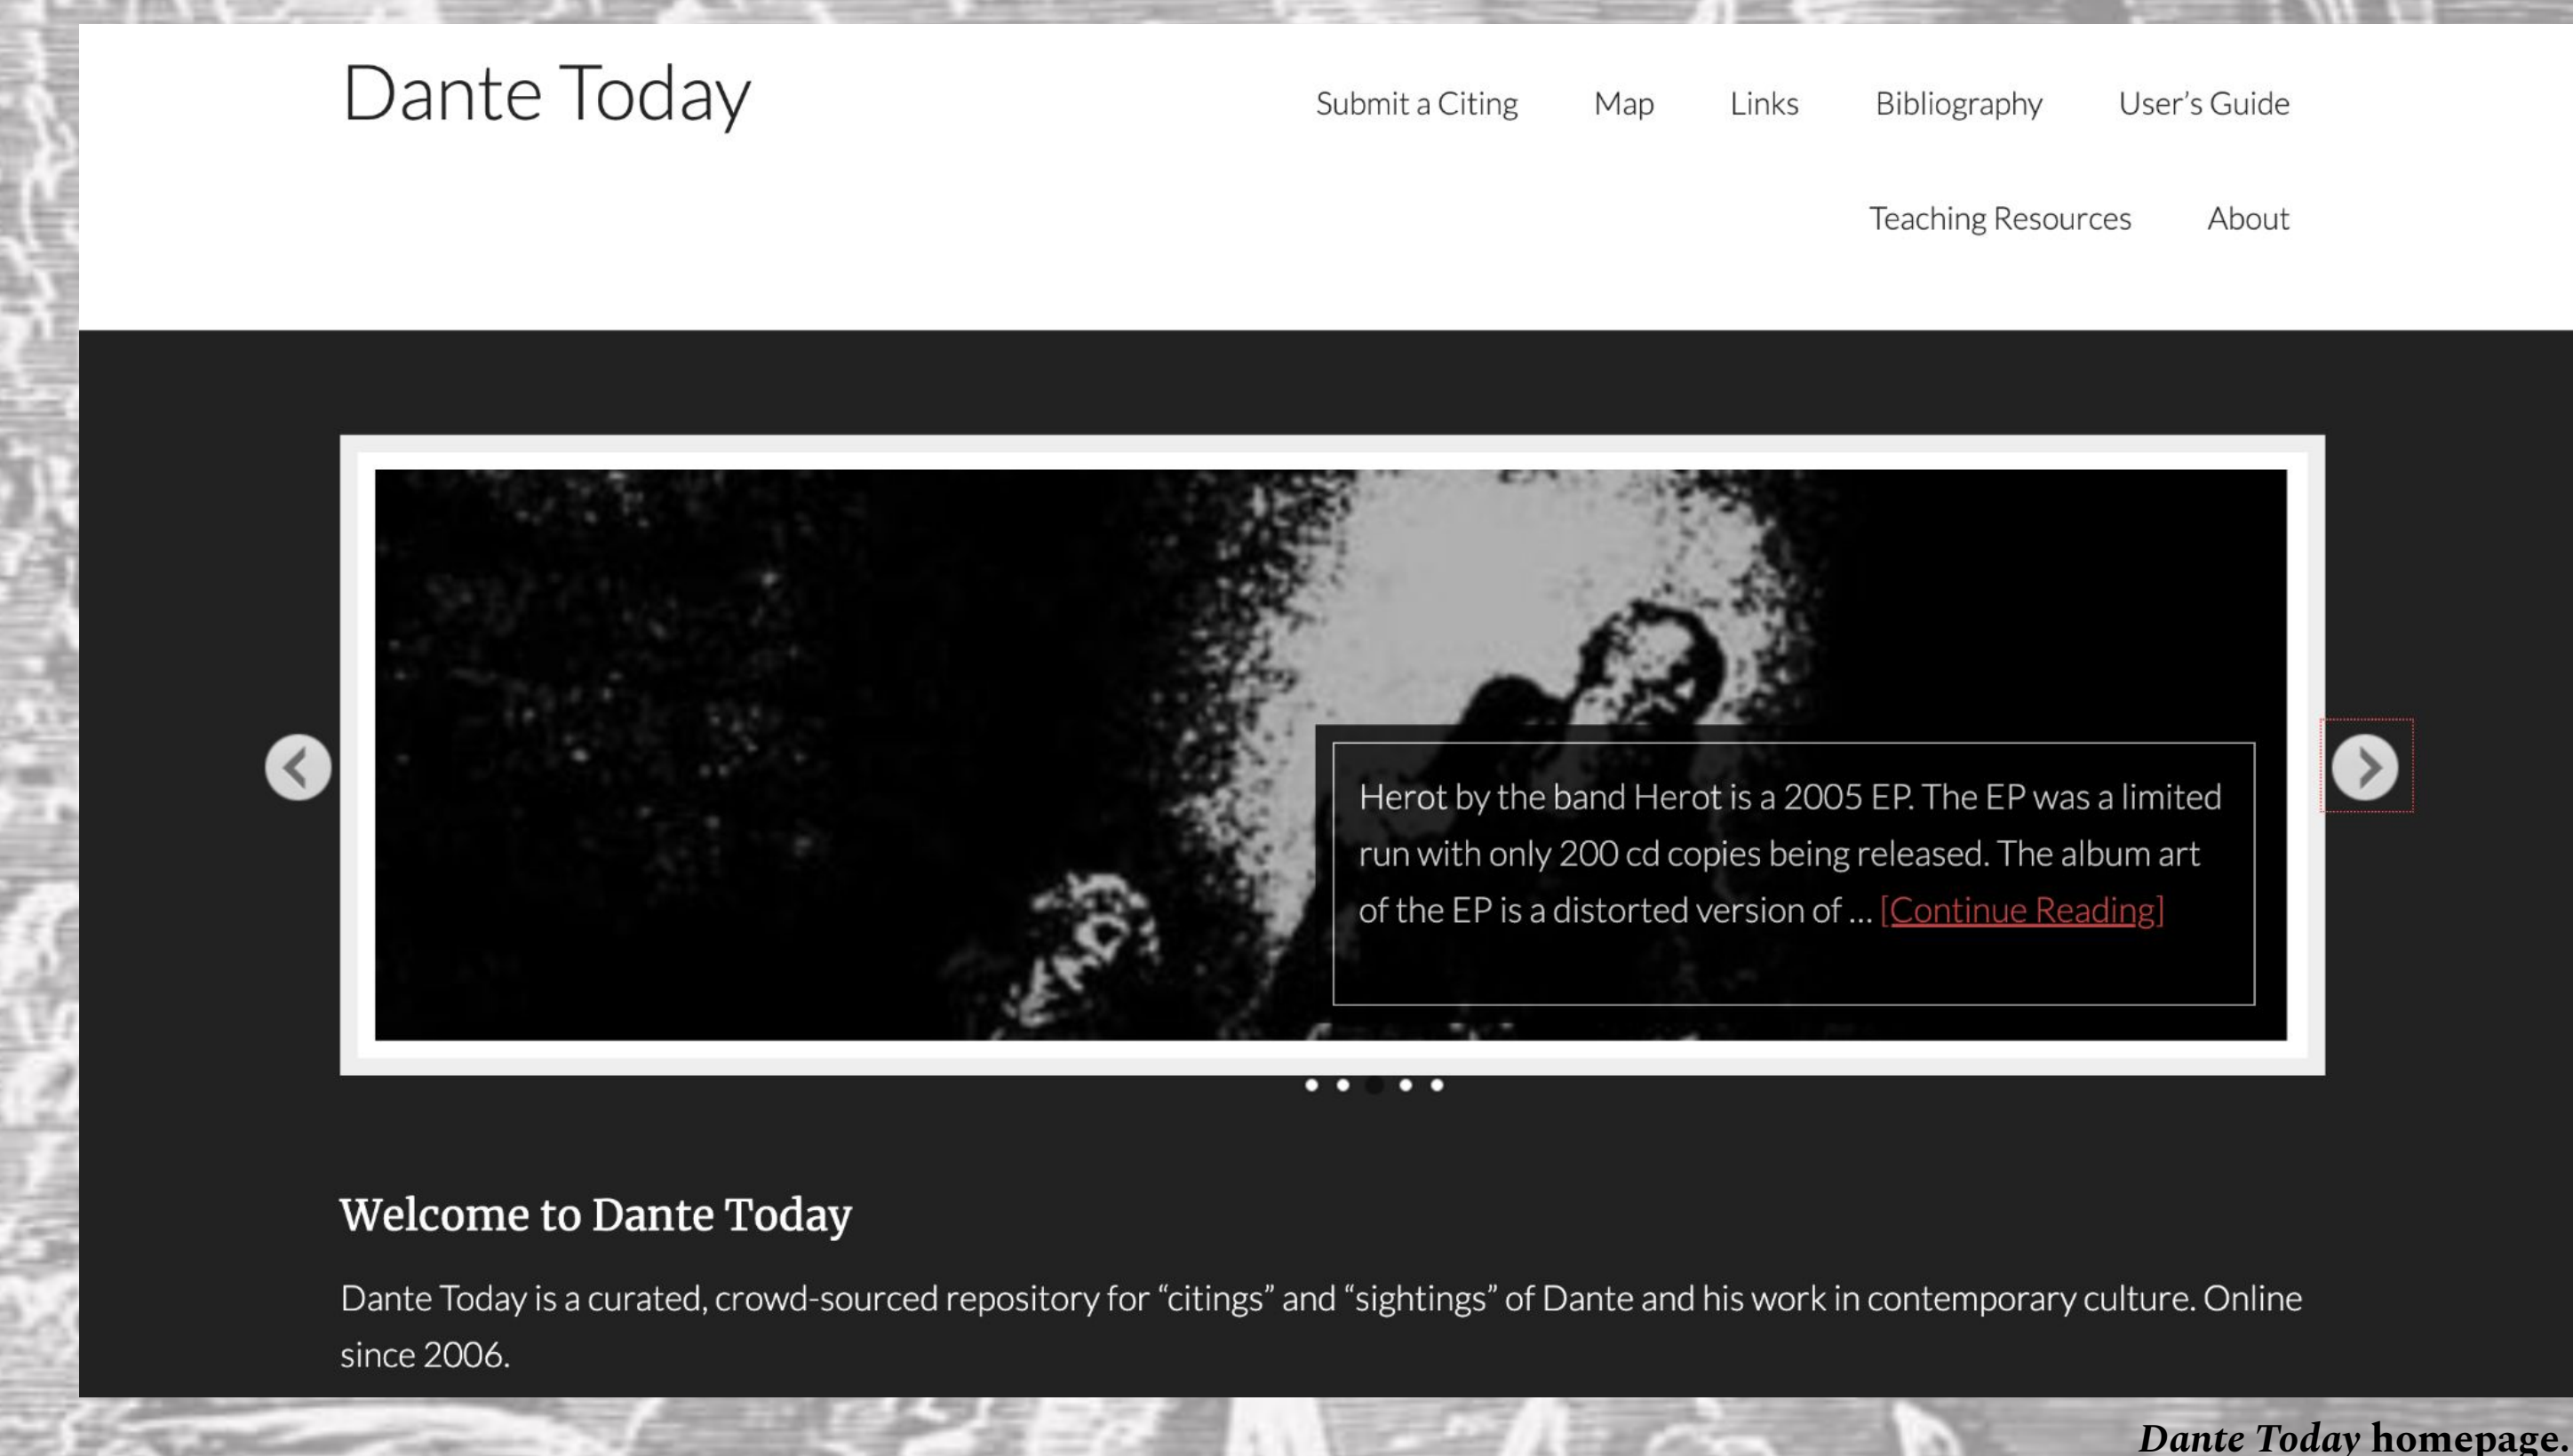 Dante Today
Submit a Citing Map Links Bibliography User’s Guide
Teaching Resources About
Herot by the band Herot is a 2005 EP. The EP was a limited
run with only 200 cd copies being released. The album art
of the EP is a distorted version of ... [Continue Reading]
Welcome to Dante Today
Dante Today is a curated, crowd-sourced repository for “citings” and “sightings” of Dante and his work in contemporary culture. Online
since 2006.
Dante Today homepage.